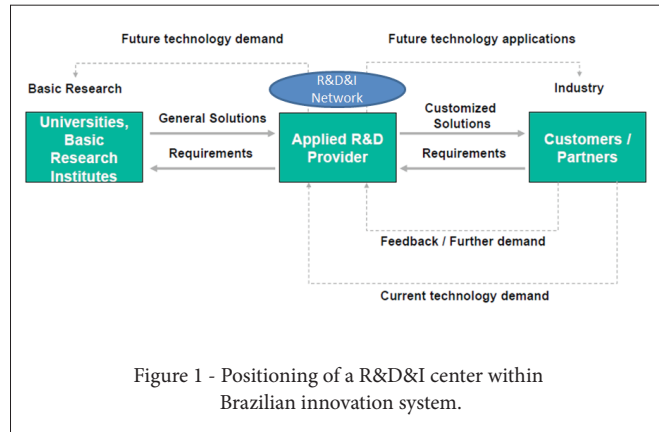 Future technology demand
Future technology applications
R&D&I
Network
Basic Research
Industry
Universities,
Basic
Research
Institutes
General Solutions
Requirements
Applied R&D
Provider
Customized
Solutions
Requirements
Customers /
Partners
Feedback / Further demand
Current technology demand
Figure 1 - Positioning of a R&D&I center within
Brazilian innovation system.